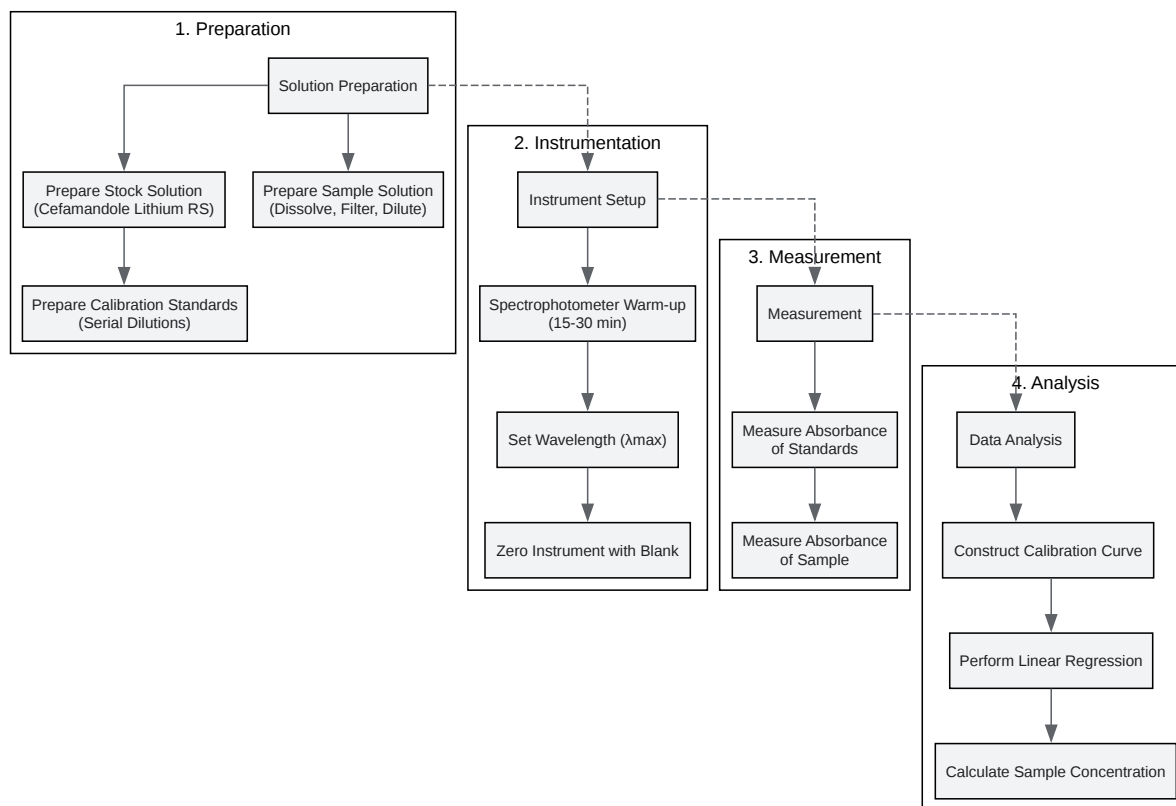 1. Preparation
Solution Preparation
Prepare Stock Solution
(Cefamandole Lithium RS)
Prepare Sample Solution
(Dissolve, Filter, Dilute)
Prepare Calibration Standards
(Serial Dilutions)
2. Instrumentation
Instrument Setup
Spectrophotometer Warm-up
(15-30 min)
Set Wavelength (λmax)
Zero Instrument with Blank
3. Measurement
Measurement
Measure Absorbance
of Standards
Measure Absorbance
of Sample
4. Analysis
Data Analysis
Construct Calibration Curve
Perform Linear Regression
Calculate Sample Concentration